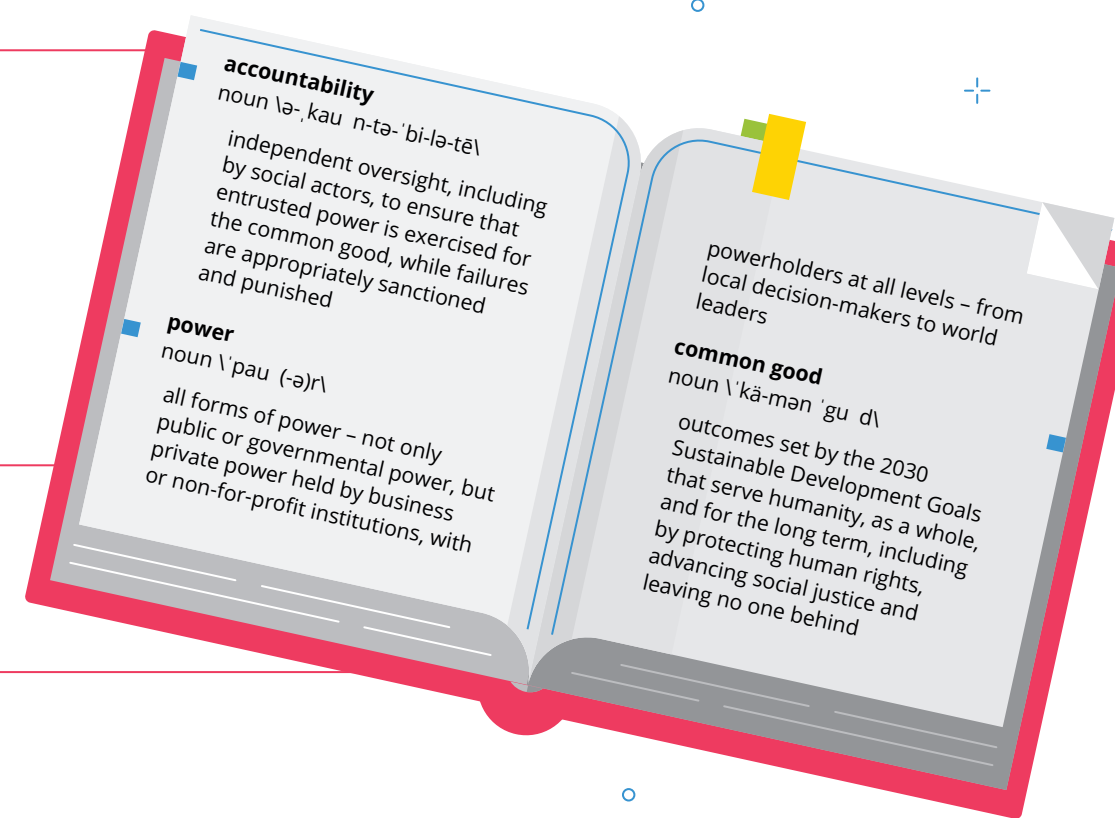 accountability
noun \ə-ˌkau  n-tə-ˈbi-lə-tē\
independent oversight, including
by social actors, to ensure that
entrusted power is exercised for
the common good, while failures
are appropriately sanctioned
and punished
power
noun \ˈpau  (-ə)r\
all forms of power – not only
public or governmental power, but
private power held by business
or non-for-profit institutions, with
powerholders at all levels – from
local decision-makers to world
leaders
common good
noun \ˈkä-mən ˈgu  d\
outcomes set by the 2030
Sustainable Development Goals
that serve humanity, as a whole,
and for the long term, including
by protecting human rights,
advancing social justice and
leaving no one behind